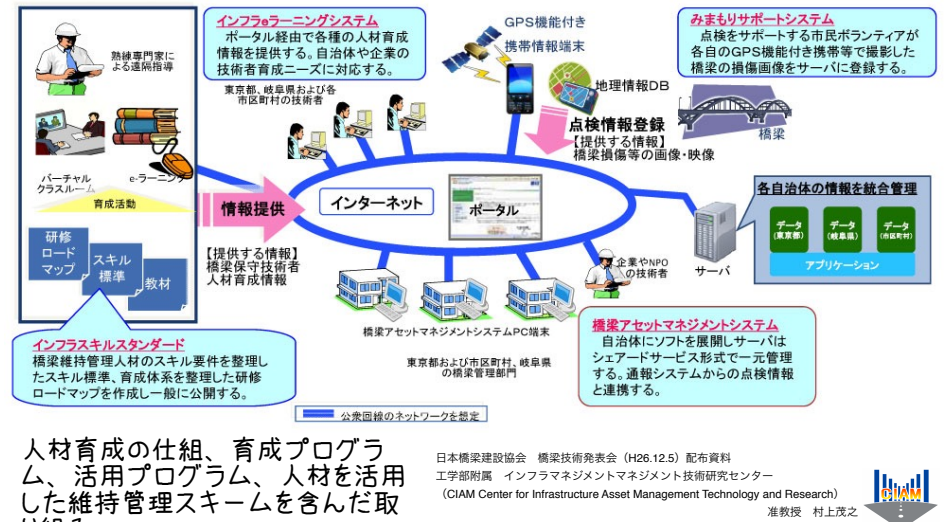 熟練専門家に
よる遠隔指導
バーチャル
クラスルーム
e-ラーニング
育成活動
研修
ロード
マップ
スキル
標準
教材
インフラスキルスタンダード
橋梁維持管理人材のスキル要件を整理し
たスキル標準、育成体系を整理した研修
ロードマップを作成し一般に公開する。
インフラeラーニングシステム
ポータル経由で各種の人材育成
情報を提供する。自治体や企業の
技術者育成ニーズに対応する。
東京都、岐阜県および各
市区町村の技術者
情報提供
【提供する情報】
橋梁保守技術者
人材育成情報
インターネット
ポータル
GPS機能付き
携帯情報端末
地理情報DB
点検情報登録
【提供する情報】
橋梁損傷等の画像・映像
みまもりサポートシステム
点検をサポートする市民ボランティアが
各自のGPS機能付き携帯等で撮影した
橋梁の損傷画像をサーバに登録する。
橋梁
各自治体の情報を統合管理
データ
(東京都)
データ
(岐阜県)
データ
(市区町村)
アプリケーション
サーバ
企業やNPO
の技術者
橋梁アセットマネジメントシステムPC端末
東京都および市区町村、岐阜県
の橋梁管理部門
橋梁アセットマネジメントシステム
自治体にソフトを展開しサーバは
シェアードサービス形式で一元管理
する。通報システムからの点検情報
と連携する。
公衆回線のネットワークを想定
人材育成の仕組、育成プログラ
ム、活用プログラム、人材を活用
した維持管理スキームを含んだ取
日本橋梁建設協会　橋梁技術発表会（H26.12.5）配布資料
工学部附属　インフラマネジメントマネジメント技術研究センター
（CIAM Center for Infrastructure Asset Management Technology and Research）
准教授　村上茂之
CIAM